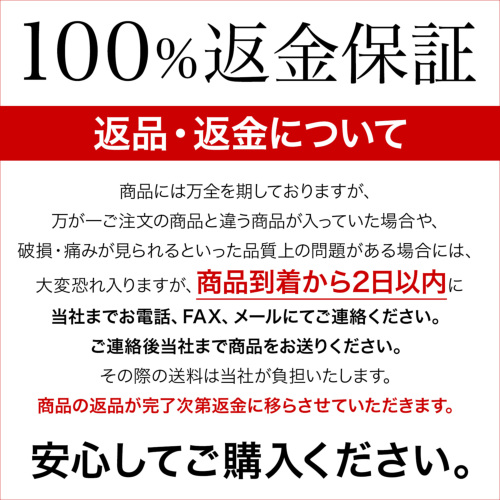 100%返金保証
返品・返金について
商品には万全を期しておりますが、
万が一ご注文の商品と違う商品が入っていた場合や、
破損・痛みが見られるといった品質上の問題がある場合には、
大変恐れ入りますが、商品到着から2日以内に
当社までお電話、FAX、メールにてご連絡ください。
ご連絡後当社まで商品をお送りください。
その際の送料は当社が負担いたします。
商品の返品が完了次第返金に移らさせていただきます。
安心してご購入ください。